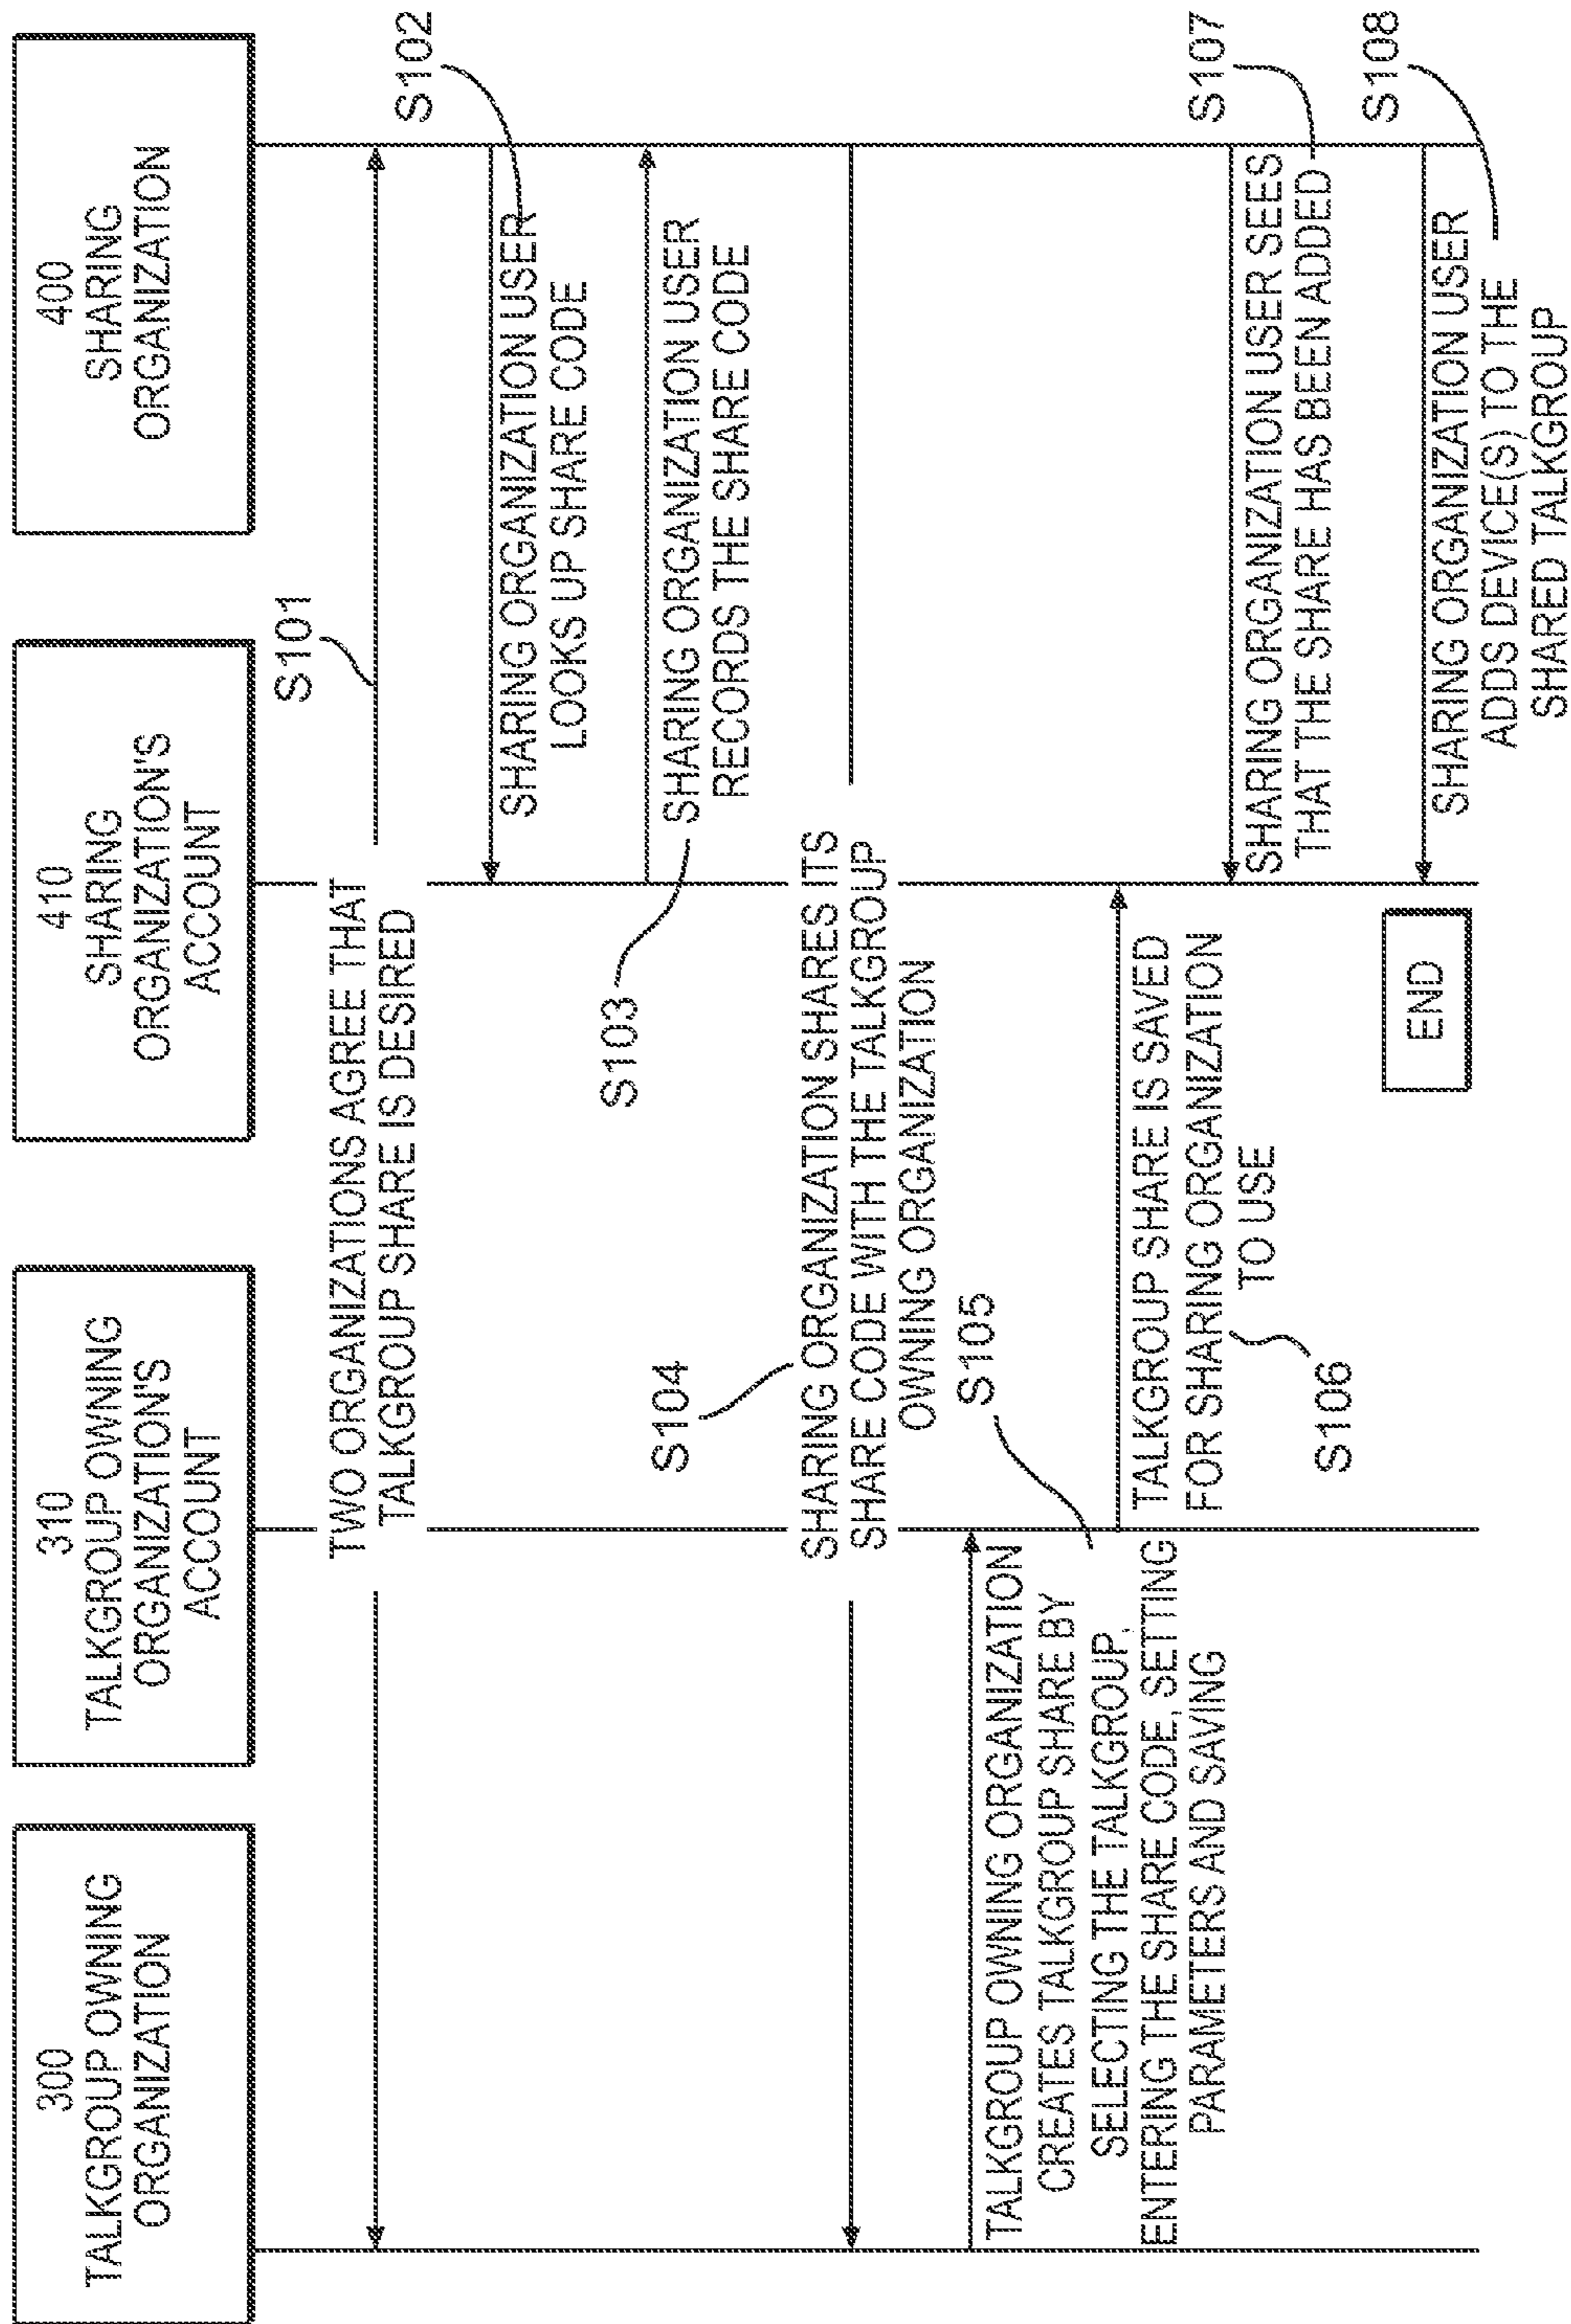 300
TALKGROUP OWNING
ORGANIZATION
310
TALKGROUP OWNING
ORGANIZATION'S
ACCOUNT
410
SHARING
ORGANIZATION'S
ACCOUNT
400
SHARING
ORGANIZATION
S101
TWO ORGANIZATIONS AGREE THAT
TALKGROUP SHARE IS DESIRED
S102
SHARING ORGANIZATION USER
LOOKS UP SHARE CODE
S103
SHARING ORGANIZATION USER
RECORDS THE SHARE CODE
S104
SHARING ORGANIZATION SHARES ITS
SHARE CODE WITH THE TALKGROUP
OWNING ORGANIZATION
S105
TALKGROUP OWNING ORGANIZATION
CREATES TALKGROUP SHARE BY
SELECTING THE TALKGROUP,
ENTERING THE SHARE CODE, SETTING
PARAMETERS AND SAVING
TALKGROUP SHARE IS SAVED
FOR SHARING ORGANIZATION
TO USE
S106
SHARING ORGANIZATION USER SEES
THAT THE SHARE HAS BEEN ADDED
S107
SHARING ORGANIZATION USER
ADDS DEVICE(S) TO THE
SHARED TALKGROUP
S108
END